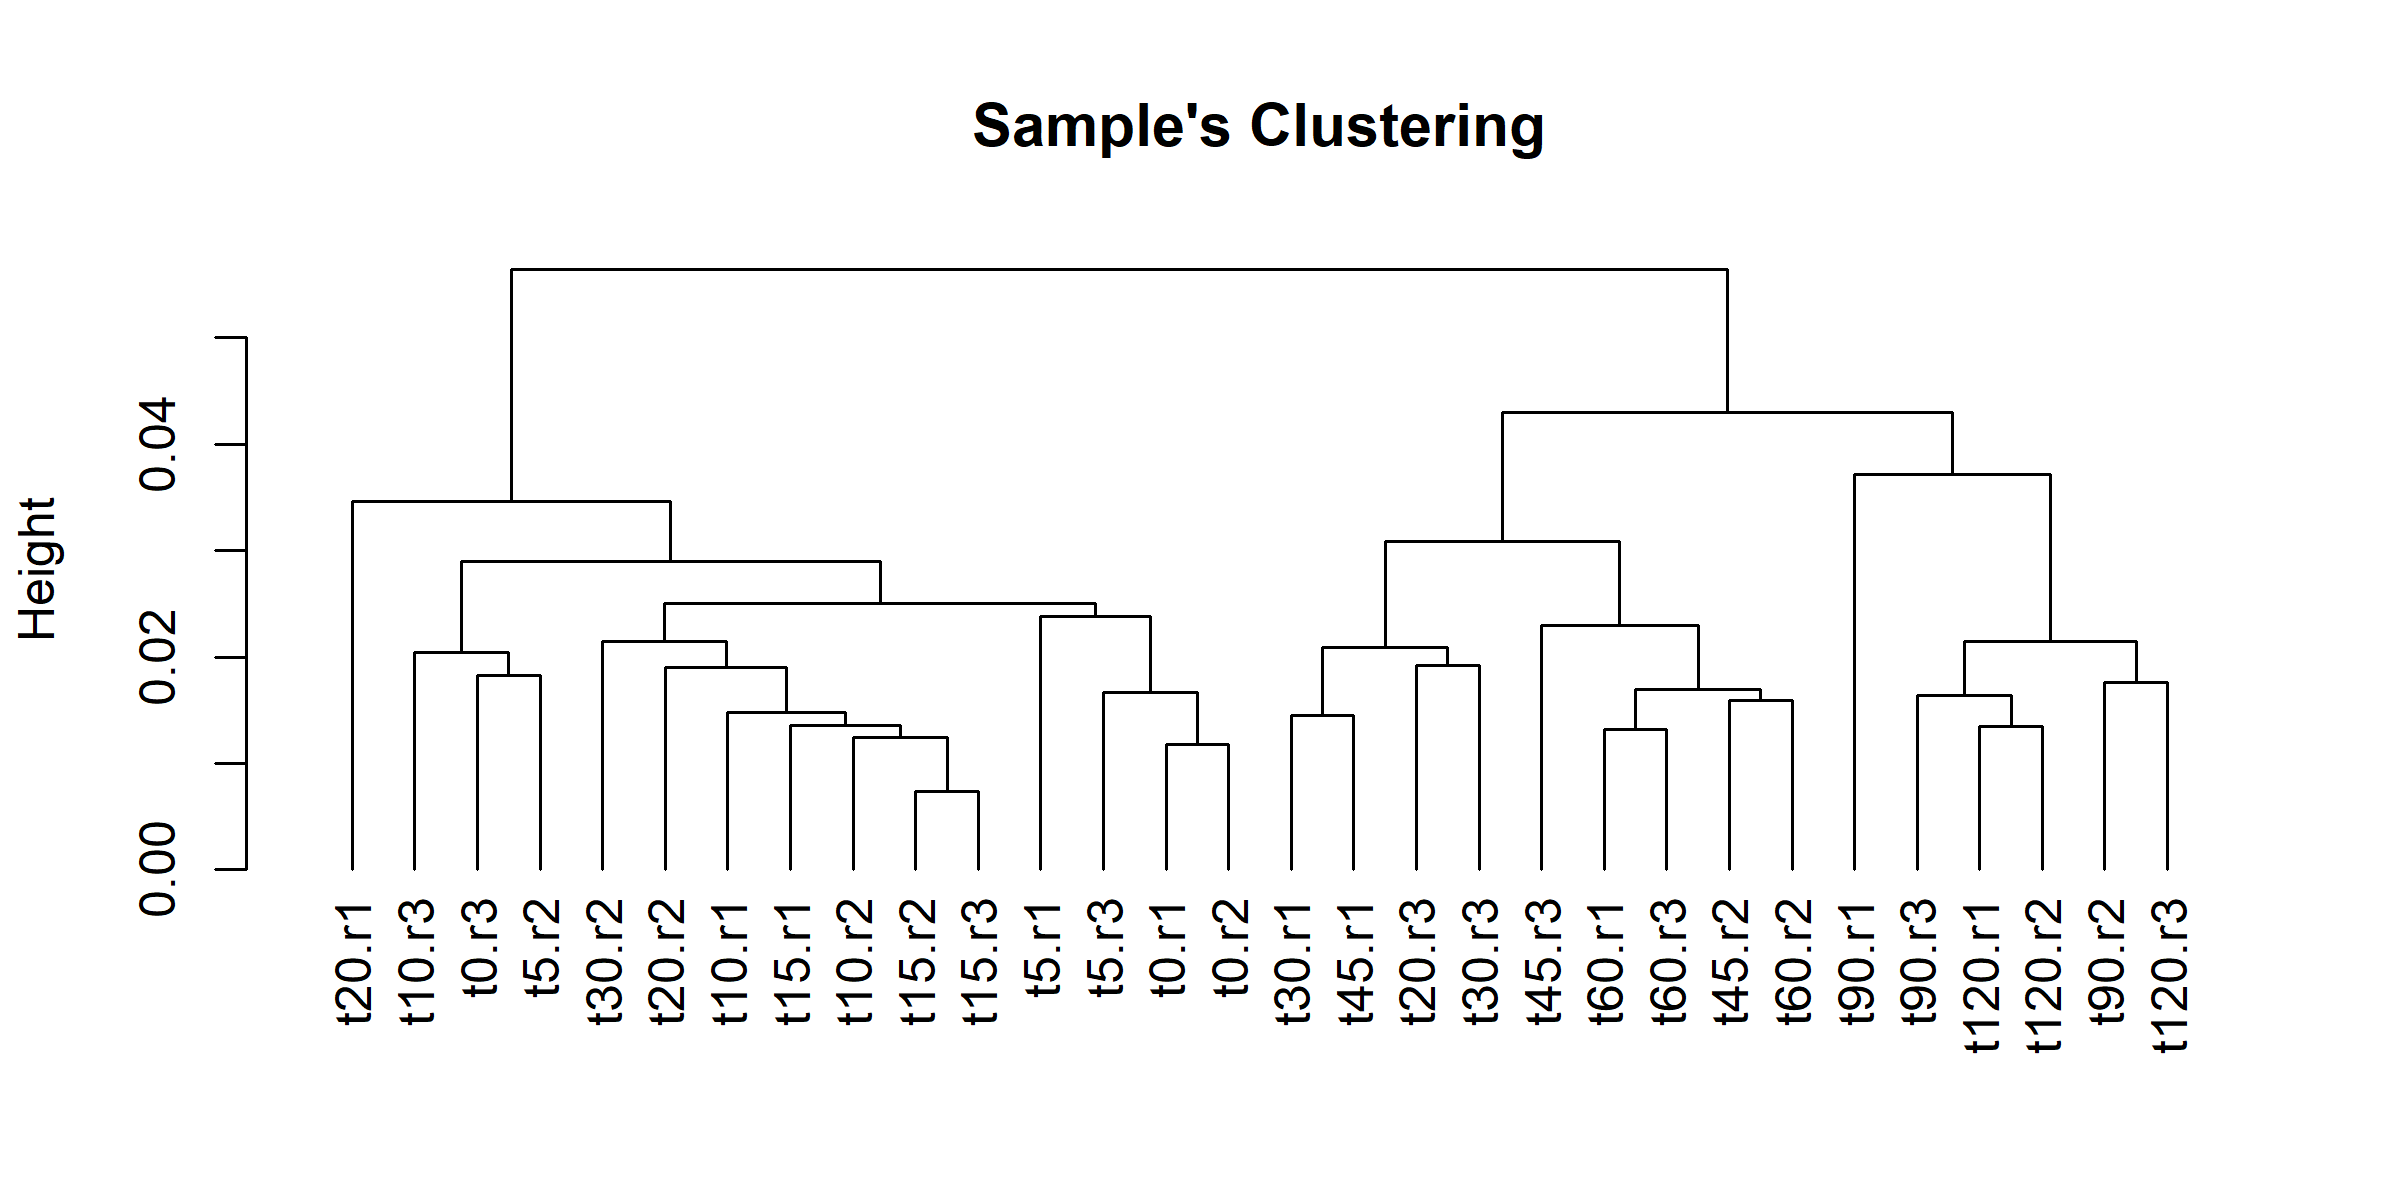 Sample's Clustering
Height
0.04
0.02
0.00
t20.r1
t10.r3
t0.r3
t5.r2
t30.r2
t20.r2
t10.r1
t15.r1
t10.r2
t15.r2
t15.r3
t5.r1
t5.r3
t0.r1
t0.r2
t30.r1
t45.r1
t20.r3
t30.r3
t45.r3
t60.r1
t60.r3
t45.r2
t60.r2
t90.r1
t90.r3
t120.r1
t120.r2
t90.r2
t120.r3